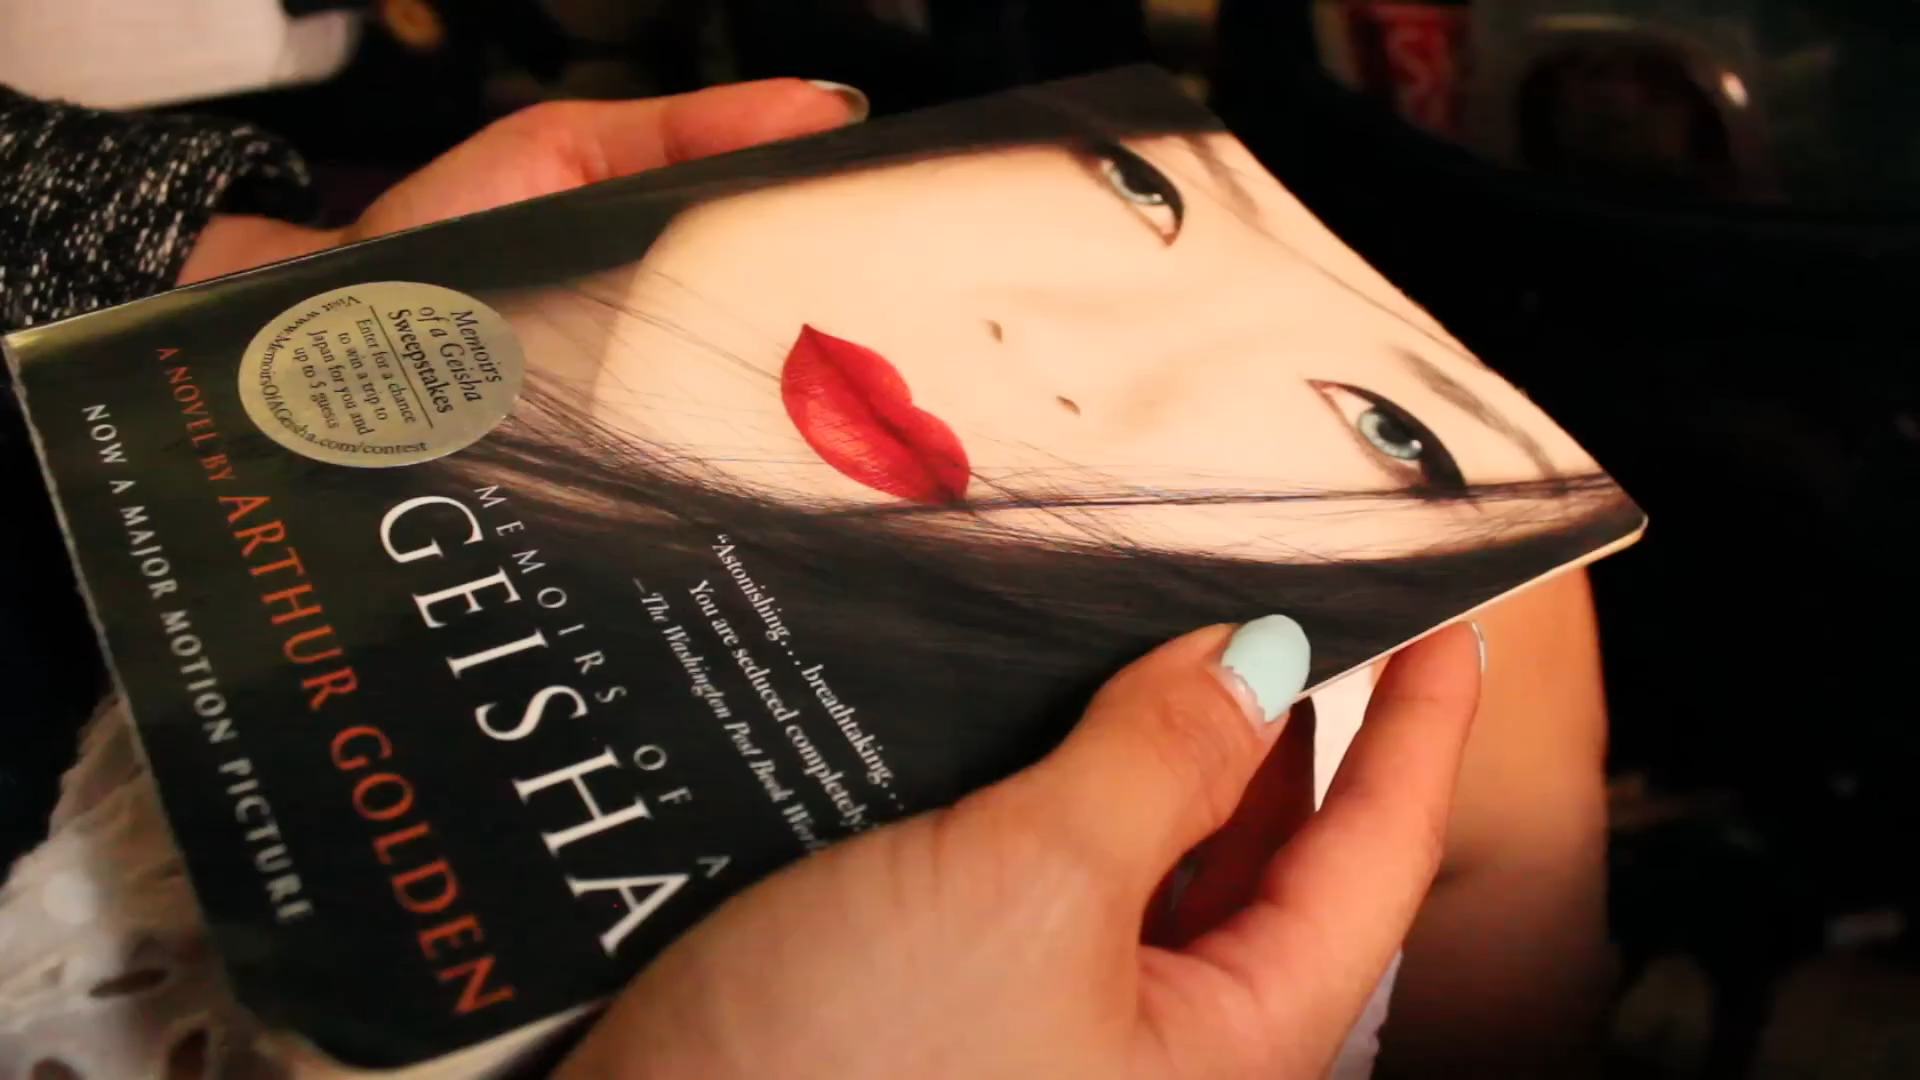 "Astonishing... breathtaking...
You are seduced completely."
—The Washington Post Book
MEMOIRS OF A
GEISHA
Memoirs
of a Geisha
Sweepstakes
Enter for a chance
to win a trip to
Japan for you and
up to 5 guests
Visit www.MemoirsOfAGeisha.com/contest
A NOVEL BY ARTHUR GOLDEN
NOW A MAJOR MOTION PICTURE